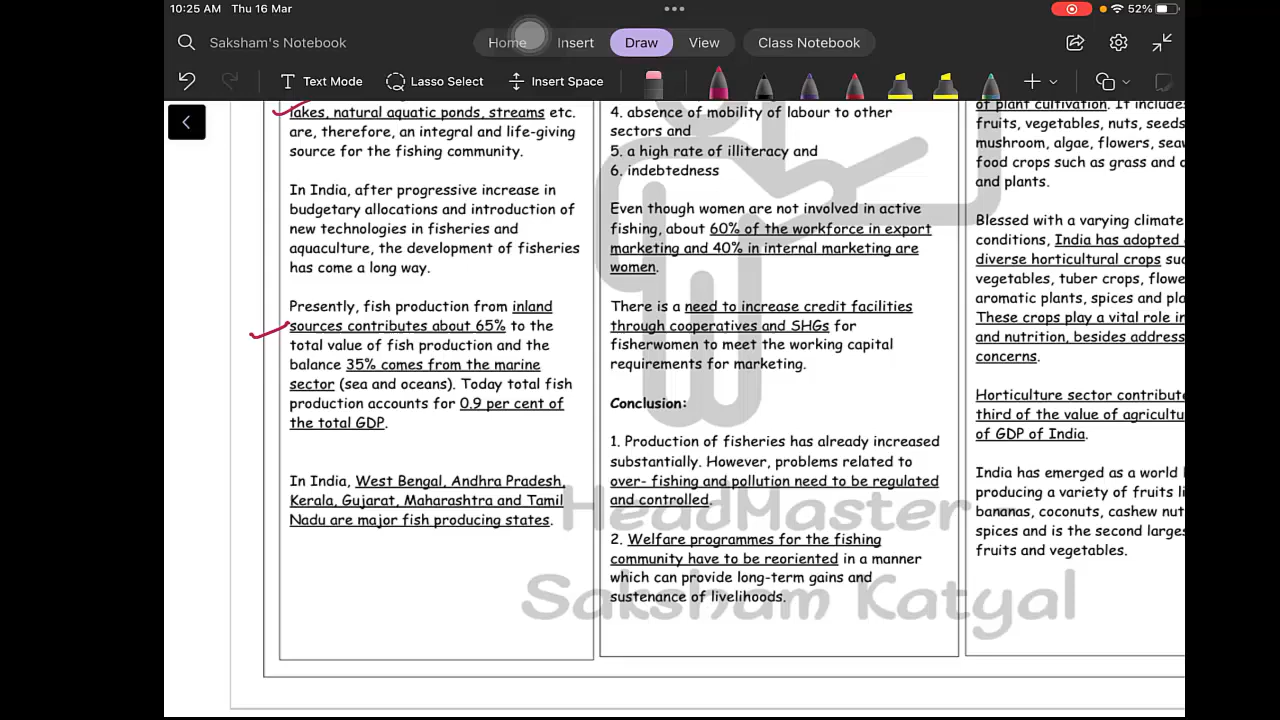 10:25 AM Thu 16 Mar
52%
Saksham's Notebook
Home
Insert
Draw
View
Class Notebook
Text Mode
Lasso Select
Insert Space
lakes, natural aquatic ponds, streams etc.
are, therefore, an integral and life-giving
source for the fishing community.
In India, after progressive increase in
budgetary allocations and introduction of
new technologies in fisheries and
aquaculture, the development of fisheries
has come a long way.
Presently, fish production from inland
sources contributes about 65% to the
total value of fish production and the
balance 35% comes from the marine
sector (sea and oceans). Today total fish
production accounts for 0.9 per cent of
the total GDP.
In India, West Bengal, Andhra Pradesh,
Kerala, Gujarat, Maharashtra and Tamil
Nadu are major fish producing states.
4. absence of mobility of labour to other
sectors and
5. a high rate of illiteracy and
6. indebtedness
Even though women are not involved in active
fishing, about 60% of the workforce in export
marketing and 40% in internal marketing are
women.
There is a need to increase credit facilities
through cooperatives and SHGs for
fisherwomen to meet the working capital
requirements for marketing.
Conclusion:
1. Production of fisheries has already increased
substantially. However, problems related to
over- fishing and pollution need to be regulated
and controlled.
2. Welfare programmes for the fishing
community have to be reoriented in a manner
which can provide long-term gains and
sustenance of livelihoods.
of plant cultivation. It includes
fruits, vegetables, nuts, seeds
mushroom, algae, flowers,
food crops such as grass and
and plants.
Blessed with a varying climate
conditions, India has adopted
diverse horticultural crops
vegetables, tuber crops,
aromatic plants, spices and
These crops play a vital role in
and nutrition, besides
concerns.
Horticulture sector
third of the value of
of GDP of India.
India has emerged as a world
producing a variety of fruits
bananas, coconuts, cashew
spices and is the second
fruits and vegetables.
HeadMaster
Saksham Katyal